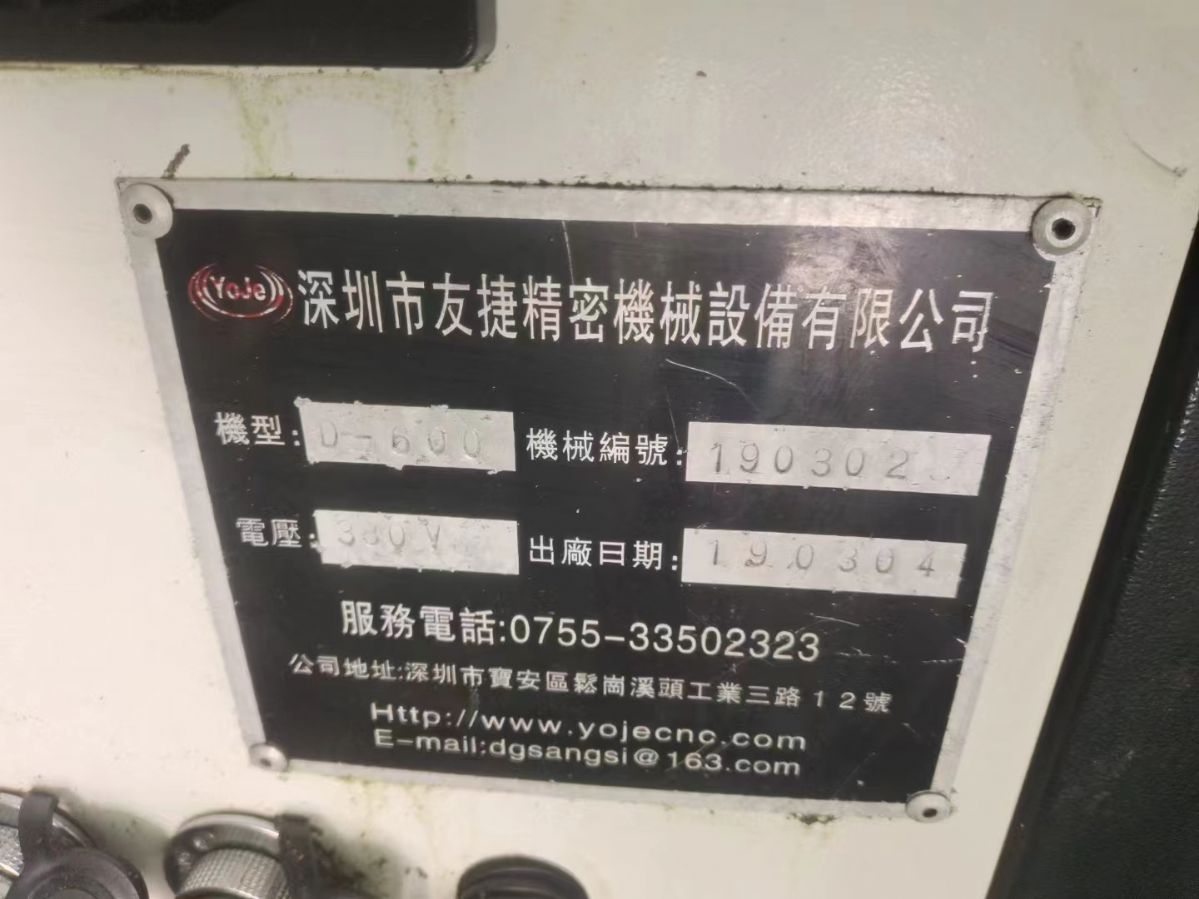 YoJe 深圳市友捷精密機械設備有限公司
機型: D-600 機械編號: 190302
電壓: 380V 出廠日期: 190304
服務電話:0755-33502323
公司地址:深圳市寶安區鬆崗溪頭工業三路12號
Http://www.yojecnc.com
E-mail:dgsangsi@163.com